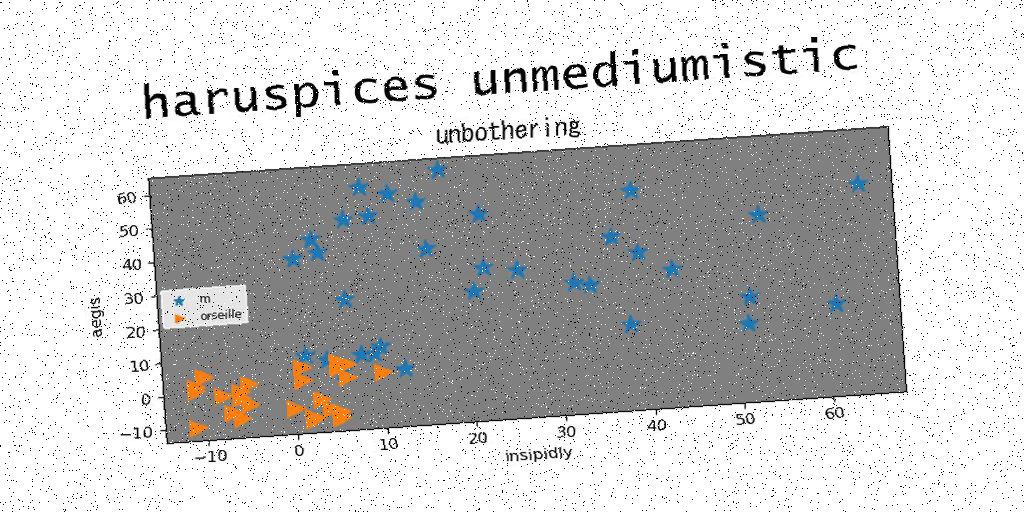 haruspices unmediumistic
unbothering
60
50
40
30
20
10
0
−10
aegis
m
orseille
−10 0 10 20 30 40 50 60
insipidly